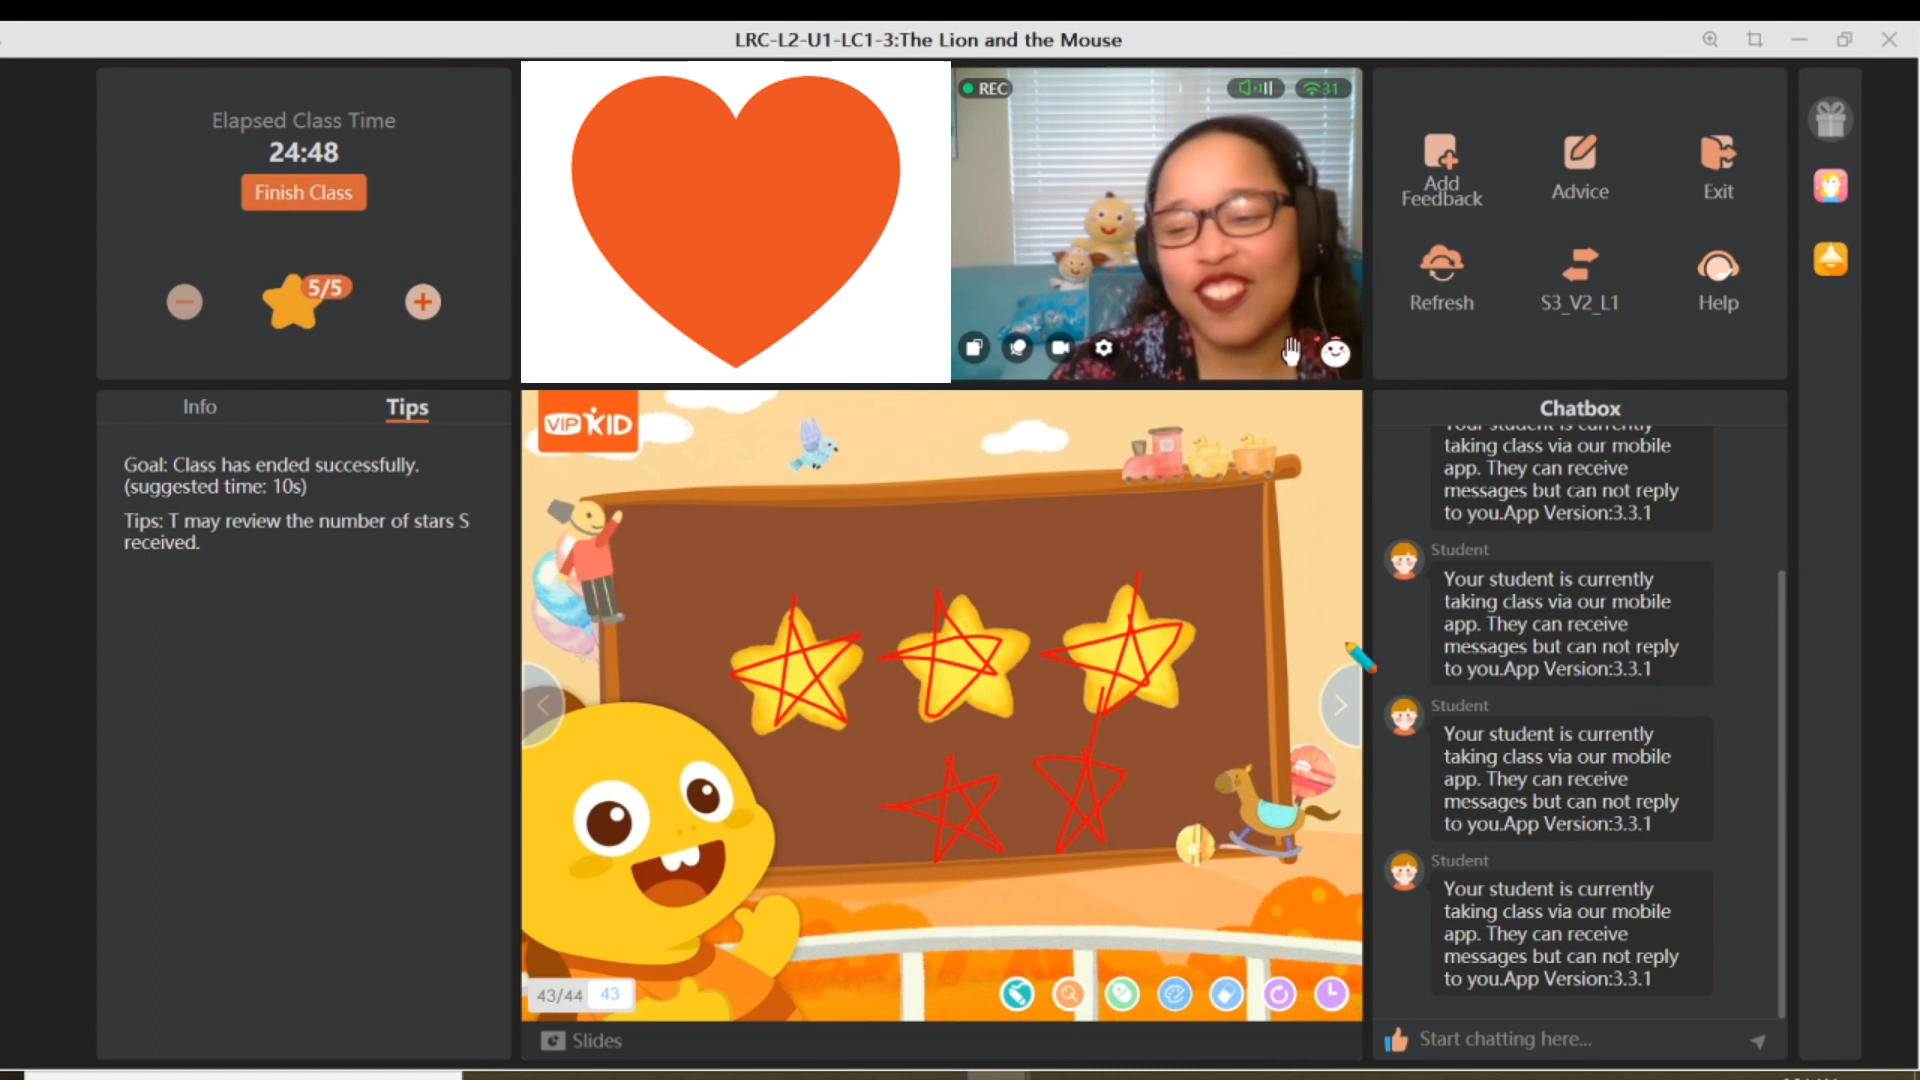 LRC-L2-U1-LC1-3:The Lion and the Mouse
Elapsed Class Time
24:48
Finish Class
5/5
REC
31
Add
Feedback
Advice
Exit
Refresh
S3_V2_L1
Help
Info
Tips
Goal: Class has ended successfully.
(suggested time: 10s)
Tips: T may review the number of stars S
received.
VIPKID
43/44
43
Slides
Chatbox
Your student is currently
taking class via our mobile
app. They can receive
messages but can not reply
to you.App Version:3.3.1
Student
Your student is currently
taking class via our mobile
app. They can receive
messages but can not reply
to you.App Version:3.3.1
Student
Your student is currently
taking class via our mobile
app. They can receive
messages but can not reply
to you.App Version:3.3.1
Student
Your student is currently
taking class via our mobile
app. They can receive
messages but can not reply
to you.App Version:3.3.1
Start chatting here...